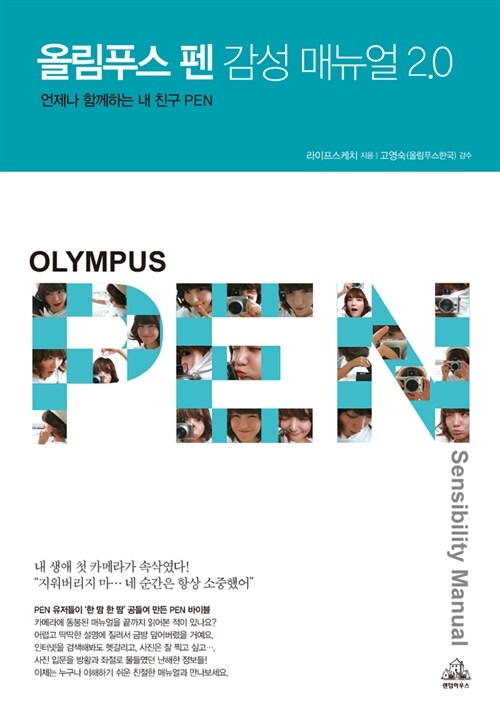 올림푸스 펜 감성 매뉴얼 2.0
언제나 함께하는 내 친구 PEN
라이프스케치 지음 | 고영숙(올림푸스한국) 감수
OLYMPUS
PEN
Sensibility Manual
내 생애 첫 카메라가 속삭였다!
“지워버리지 마… 네 순간은 항상 소중했어”
PEN 유저들이 ‘한 땀 한 땀’ 공들여 만든 PEN 바이블
카메라에 동봉된 매뉴얼을 끝까지 읽어본 적이 있나요?
어렵고 딱딱한 설명에 질려서 금방 덮어버렸을 거예요.
인터넷을 검색해봐도 헷갈리고, 사진은 잘 찍고 싶고….
사진 입문을 방황과 좌절로 물들였던 난해한 정보들!
이제는 누구나 이해하기 쉬운 친절한 매뉴얼과 만나보세요.
랜덤하우스